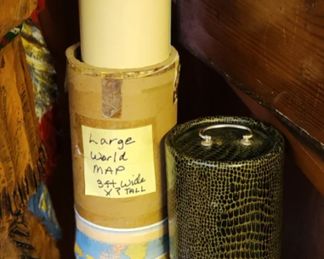 Large
World
MAP
3ft Wide
X ? TALL